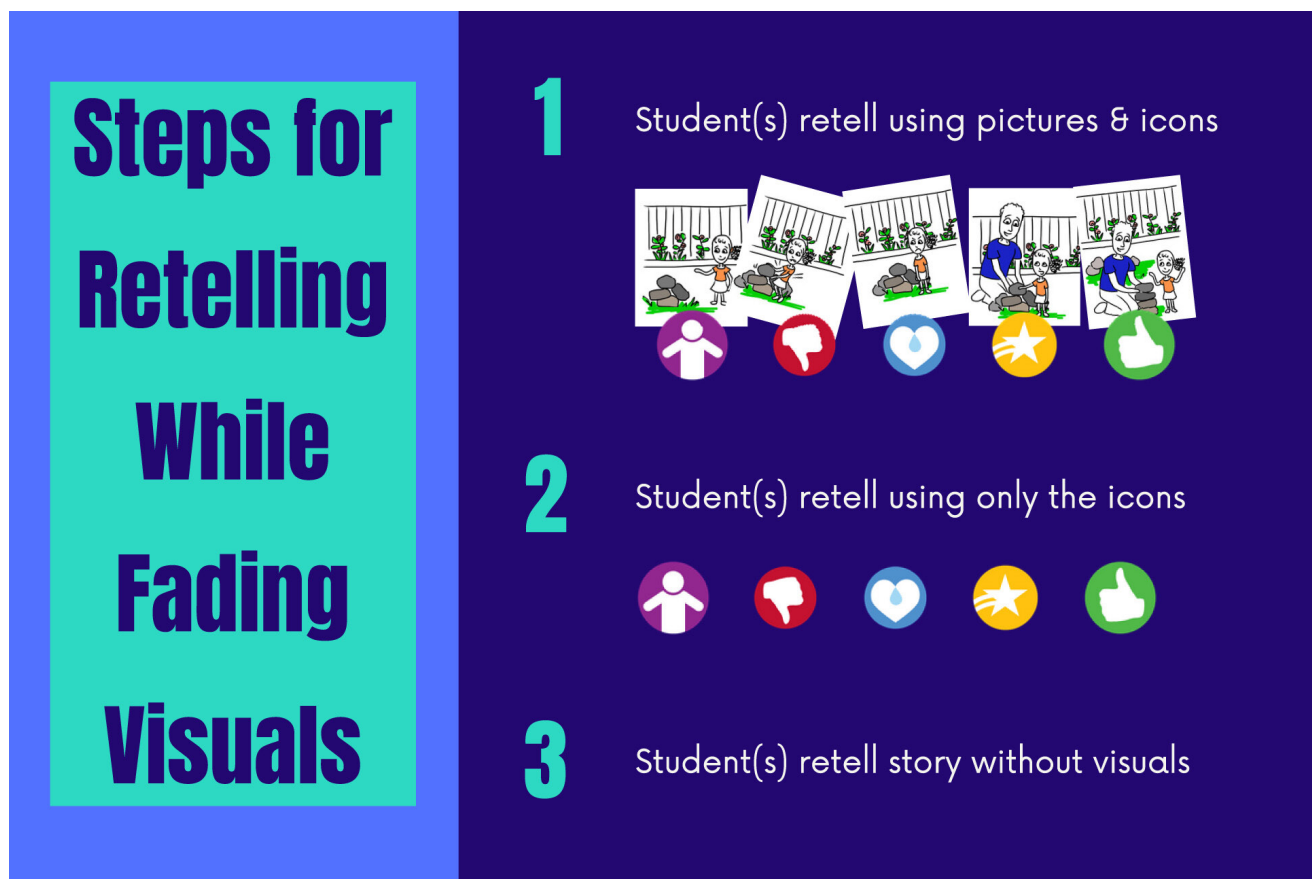 Steps for
Retelling
While
Fading
Visuals
1
Student(s) retell using pictures & icons
2
Student(s) retell using only the icons
3
Student(s) retell story without visuals